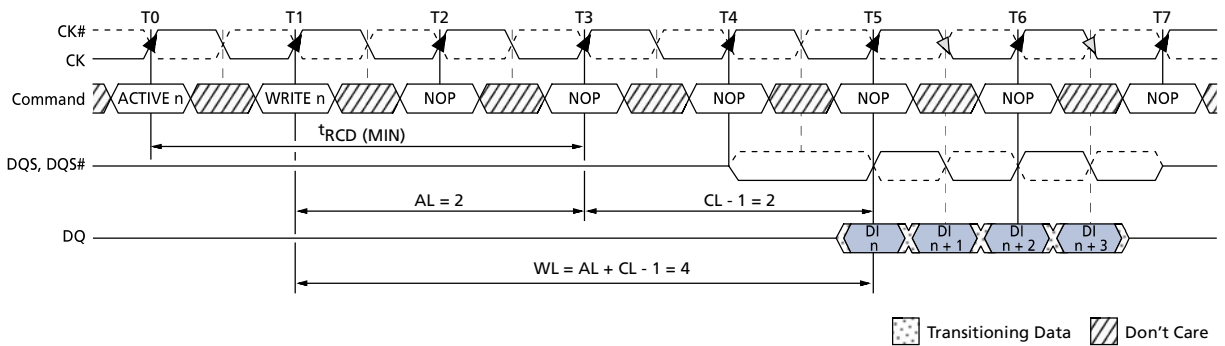 T0 T1 T2 T3 T4 T5 T6 T7
CK#
CK
Command ACTIVE n WRITE n NOP NOP NOP NOP NOP NOP
tRCD (MIN)
DQS, DQS#
AL = 2 CL - 1 = 2
DQ DI n DI n + 1 DI n + 2 DI n + 3
WL = AL + CL - 1 = 4
Transitioning Data Don't Care